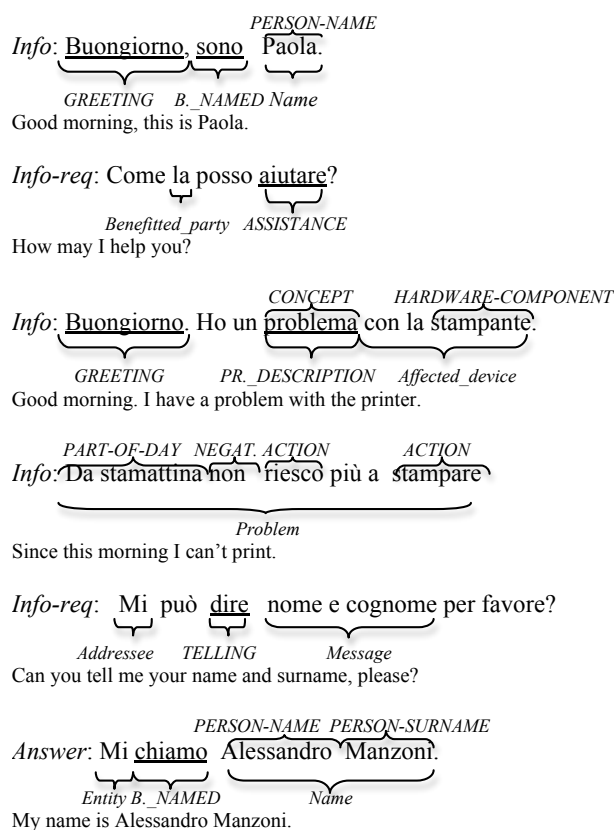 PERSON-NAME
Info: Buongiorno, sono Paola.
GREETING B._NAMED Name
Good morning, this is Paola.
Info-req: Come la posso aiutare?
Benefitted_party ASSISTANCE
How may I help you?
CONCEPT HARDWARE-COMPONENT
Info: Buongiorno. Ho un problema con la stampante.
GREETING PR._DESCRIPTION Affected_device
Good morning. I have a problem with the printer.
PART-OF-DAY NEGAT. ACTION ACTION
Info: Da stamattina non riesco più a stampare
Problem
Since this morning I can’t print.
Info-req: Mi può dire nome e cognome per favore?
Addressee TELLING Message
Can you tell me your name and surname, please?
PERSON-NAME PERSON-SURNAME
Answer: Mi chiamo Alessandro Manzoni.
Entity B._NAMED Name
My name is Alessandro Manzoni.